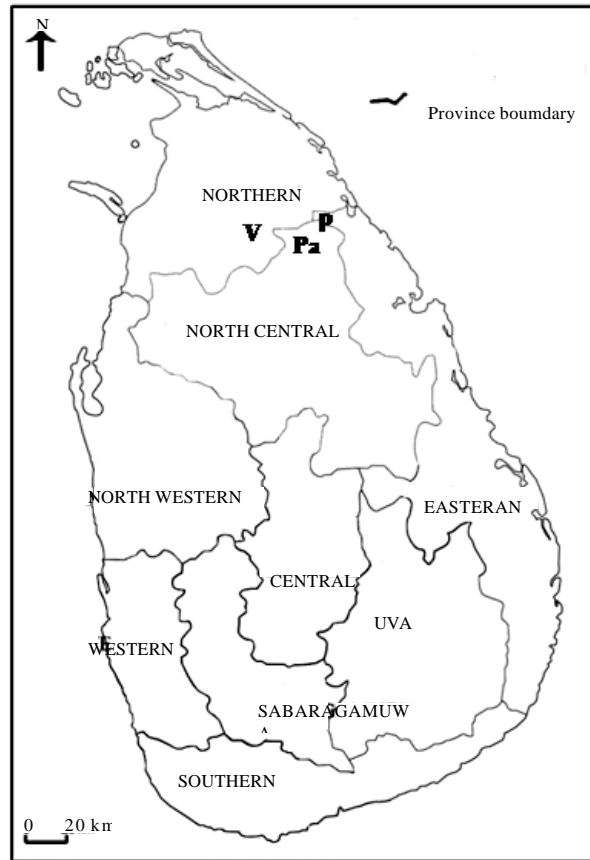 N
Province boumdary
NORTHERN
p
V
Pa
NORTH CENTRAL
NORTH WESTERN
EASTERAN
CENTRAL
UVA
WESTERN
SABARAGAMUW
A
SOUTHERN
0 20 km